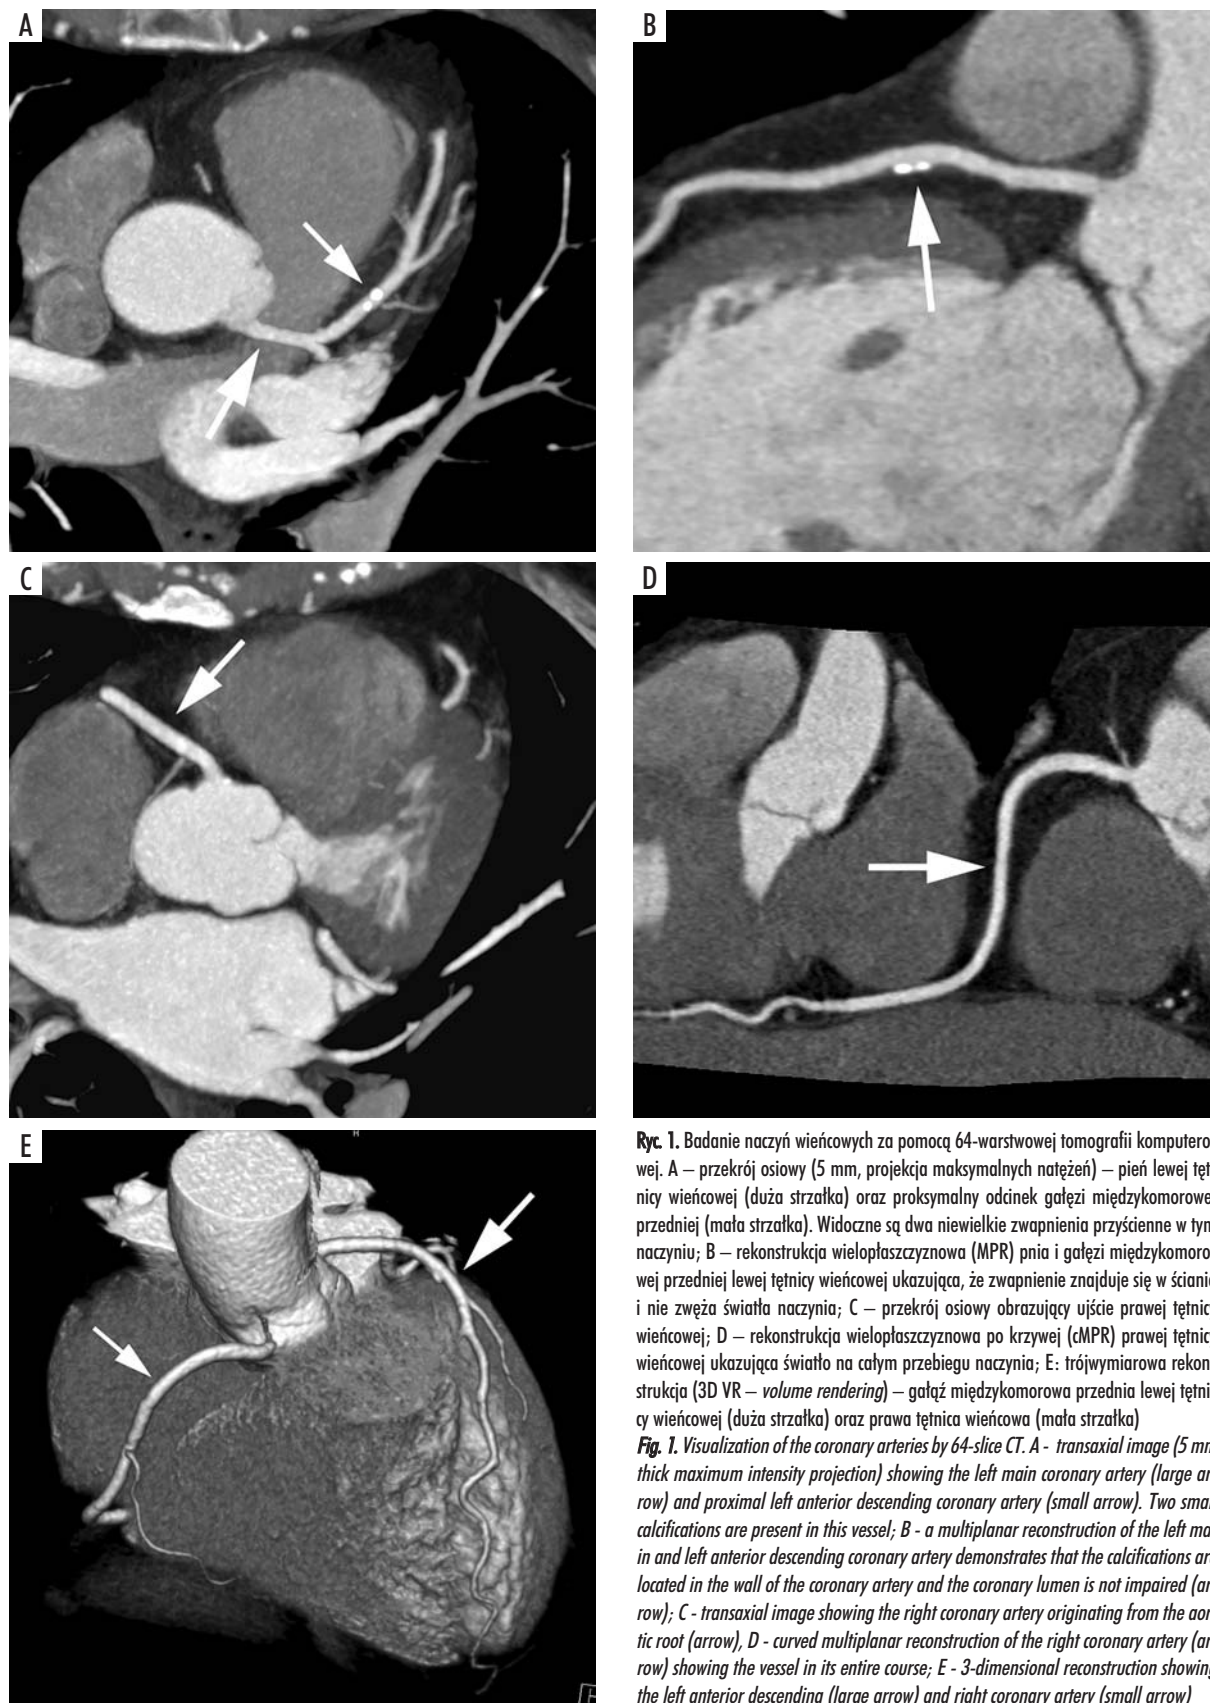 A
B
C
D
E
Ryc. 1. Badanie naczyń wieńcowych za pomocą 64-warstwowej tomografii komputero
wej. A – przekrój osiowy (5 mm, projekcja maksymalnych natężeń) – pień lewej tęt
nicy wieńcowej (duża strzałka) oraz proksymalny odcinek gałęzi międzykomorowe
przedniej (mała strzałka). Widoczne są dwa niewielkie zwapnienia przyścienne w tyn
naczyniu; B – rekonstrukcja wielopłaszczyznowa (MPR) pnia i gałęzi międzykomoro
wej przedniej lewej tętnicy wieńcowej ukazująca, że zwapnienie znajduje się w ściani
i nie zwęża światła naczynia; C – przekrój osiowy obrazujący ujście prawej tętnic
wieńcowej; D – rekonstrukcja wielopłaszczyznowa po krzywej (cMPR) prawej tętnic
wieńcowej ukazująca światło na całym przebiegu naczynia; E: trójwymiarowa rekon
strukcja (3D VR – volume rendering) – gałąź międzykomorowa przednia lewej tętni
cy wieńcowej (duża strzałka) oraz prawa tętnica wieńcowa (mała strzałka)
Fig. 1. Visualization of the coronary arteries by 64-slice CT. A - transaxial image (5 mm
thick maximum intensity projection) showing the left main coronary artery (large ar
row) and proximal left anterior descending coronary artery (small arrow). Two smal
calcifications are present in this vessel; B - a multiplanar reconstruction of the left ma
in and left anterior descending coronary artery demonstrates that the calcifications ar
located in the wall of the coronary artery and the coronary lumen is not impaired (ar
row); C - transaxial image showing the right coronary artery originating from the aor
tic root (arrow), D - curved multiplanar reconstruction of the right coronary artery (ar
row) showing the vessel in its entire course; E - 3-dimensional reconstruction showing
the left anterior descending (large arrow) and right coronary artery (small arrow)